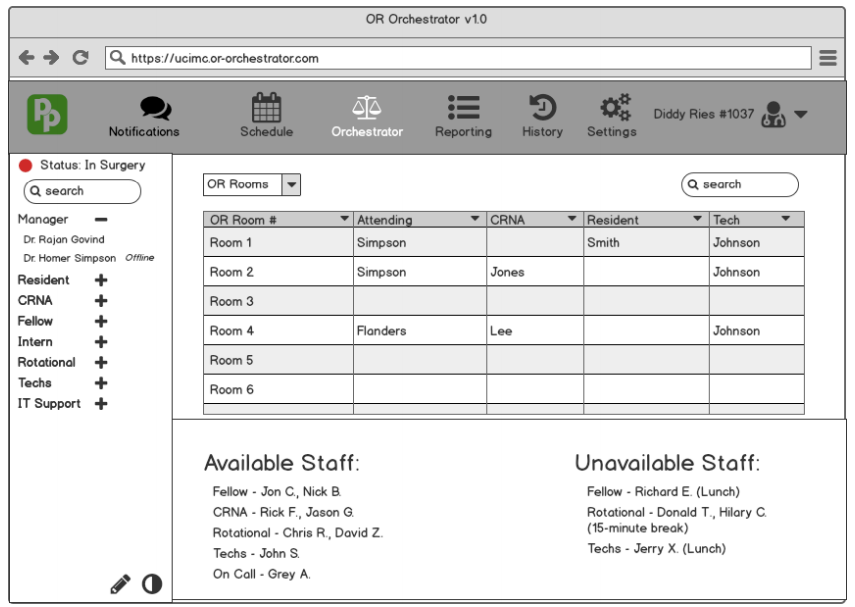 OR Orchestrator v1.0
https://ucimc.or-orchestrator.com
Pp
Notifications
Schedule
Orchestrator
Reporting
History
Settings
Diddy Ries #1037
Status: In Surgery
search
Manager
Dr. Rajan Govind
Dr. Homer Simpson Offline
Resident
CRNA
Fellow
Intern
Rotational
Techs
IT Support
OR Rooms
search
OR Room # Attending CRNA Resident Tech
Room 1 Simpson Smith Johnson
Room 2 Simpson Jones Johnson
Room 3
Room 4 Flanders Lee Johnson
Room 5
Room 6
Available Staff:
Fellow - Jon C., Nick B.
CRNA - Rick F., Jason G.
Rotational - Chris R., David Z.
Techs - John S.
On Call - Grey A.
Unavailable Staff:
Fellow - Richard E. (Lunch)
Rotational - Donald T., Hilary C.
(15-minute break)
Techs - Jerry X. (Lunch)